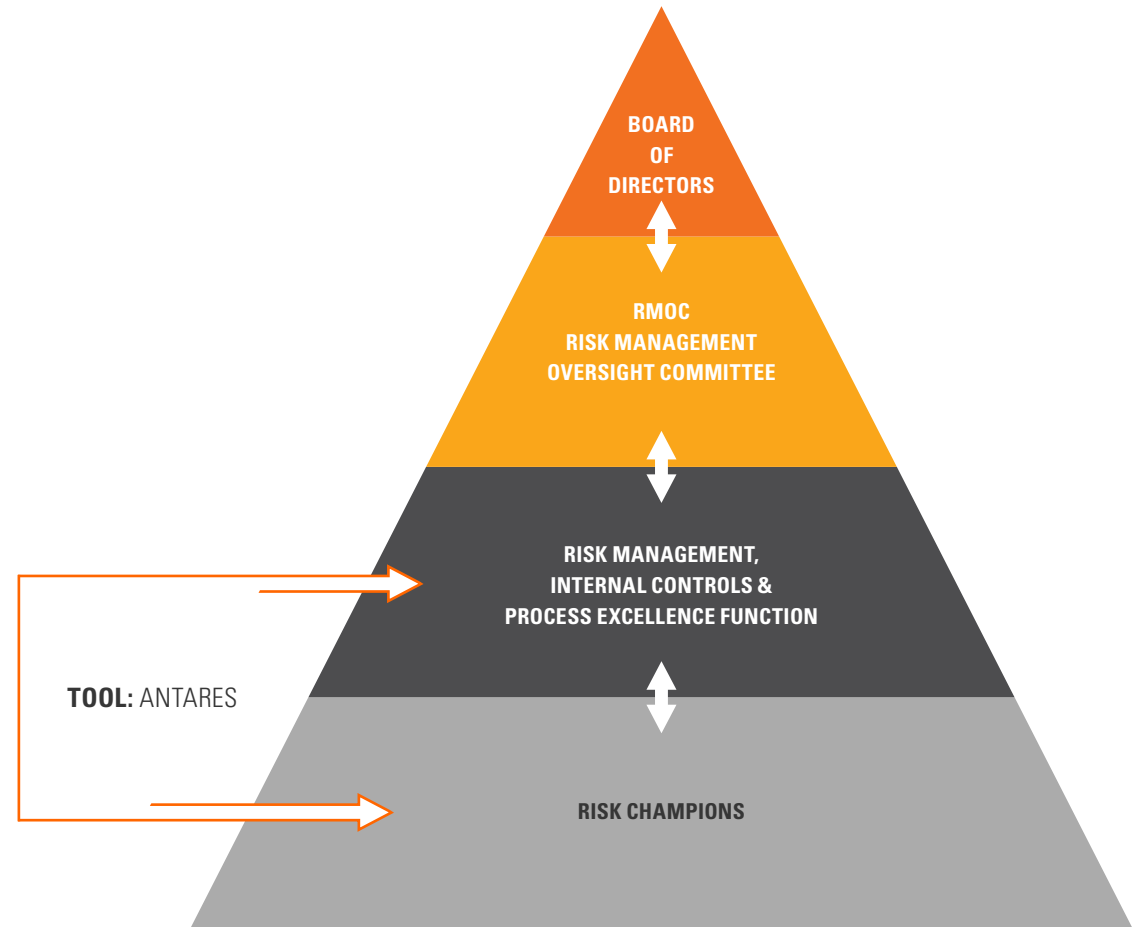 BOARD
OF
DIRECTORS
RMOC
RISK MANAGEMENT
OVERSIGHT COMMITTEE
RISK MANAGEMENT,
INTERNAL CONTROLS &
PROCESS EXCELLENCE FUNCTION
TOOL: ANTARES
RISK CHAMPIONS